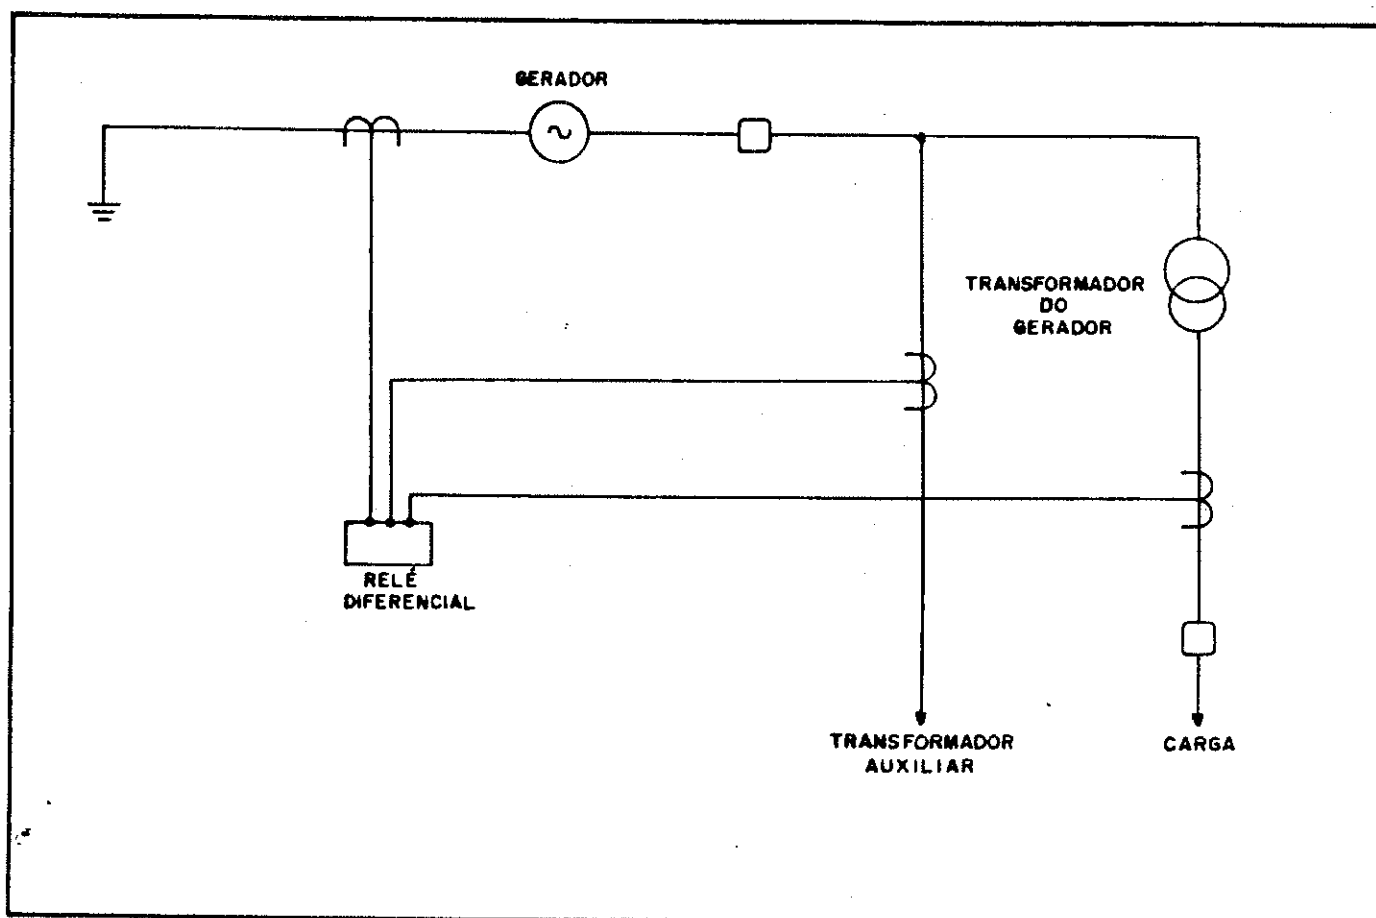 GERADOR
TRANSFORMADOR
DO
GERADOR
RELÉ
DIFERENCIAL
TRANSFORMADOR
AUXILIAR
CARGA